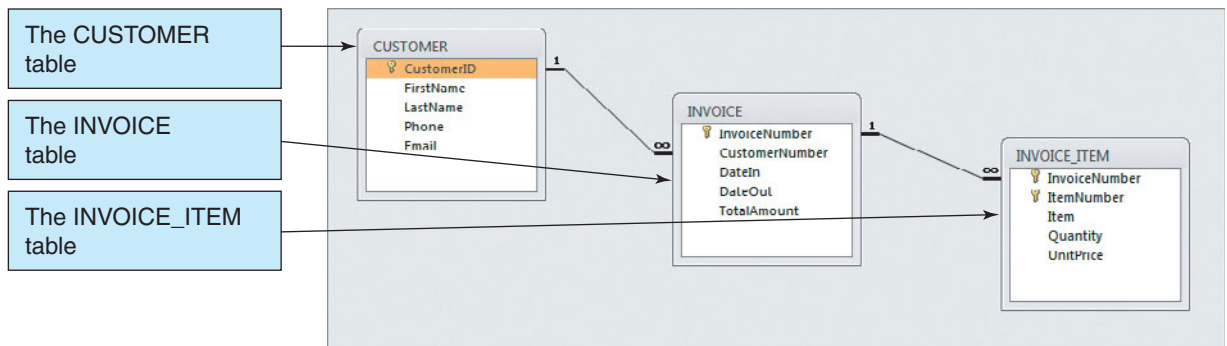 The CUSTOMER
table
The INVOICE
table
The INVOICE_ITEM
table
CUSTOMER
CustomerID
FirstName
LastName
Phone
Email
1
∞
INVOICE
InvoiceNumber
CustomerNumber
DateIn
DateOut
TotalAmount
1
∞
INVOICE_ITEM
InvoiceNumber
ItemNumber
Item
Quantity
UnitPrice